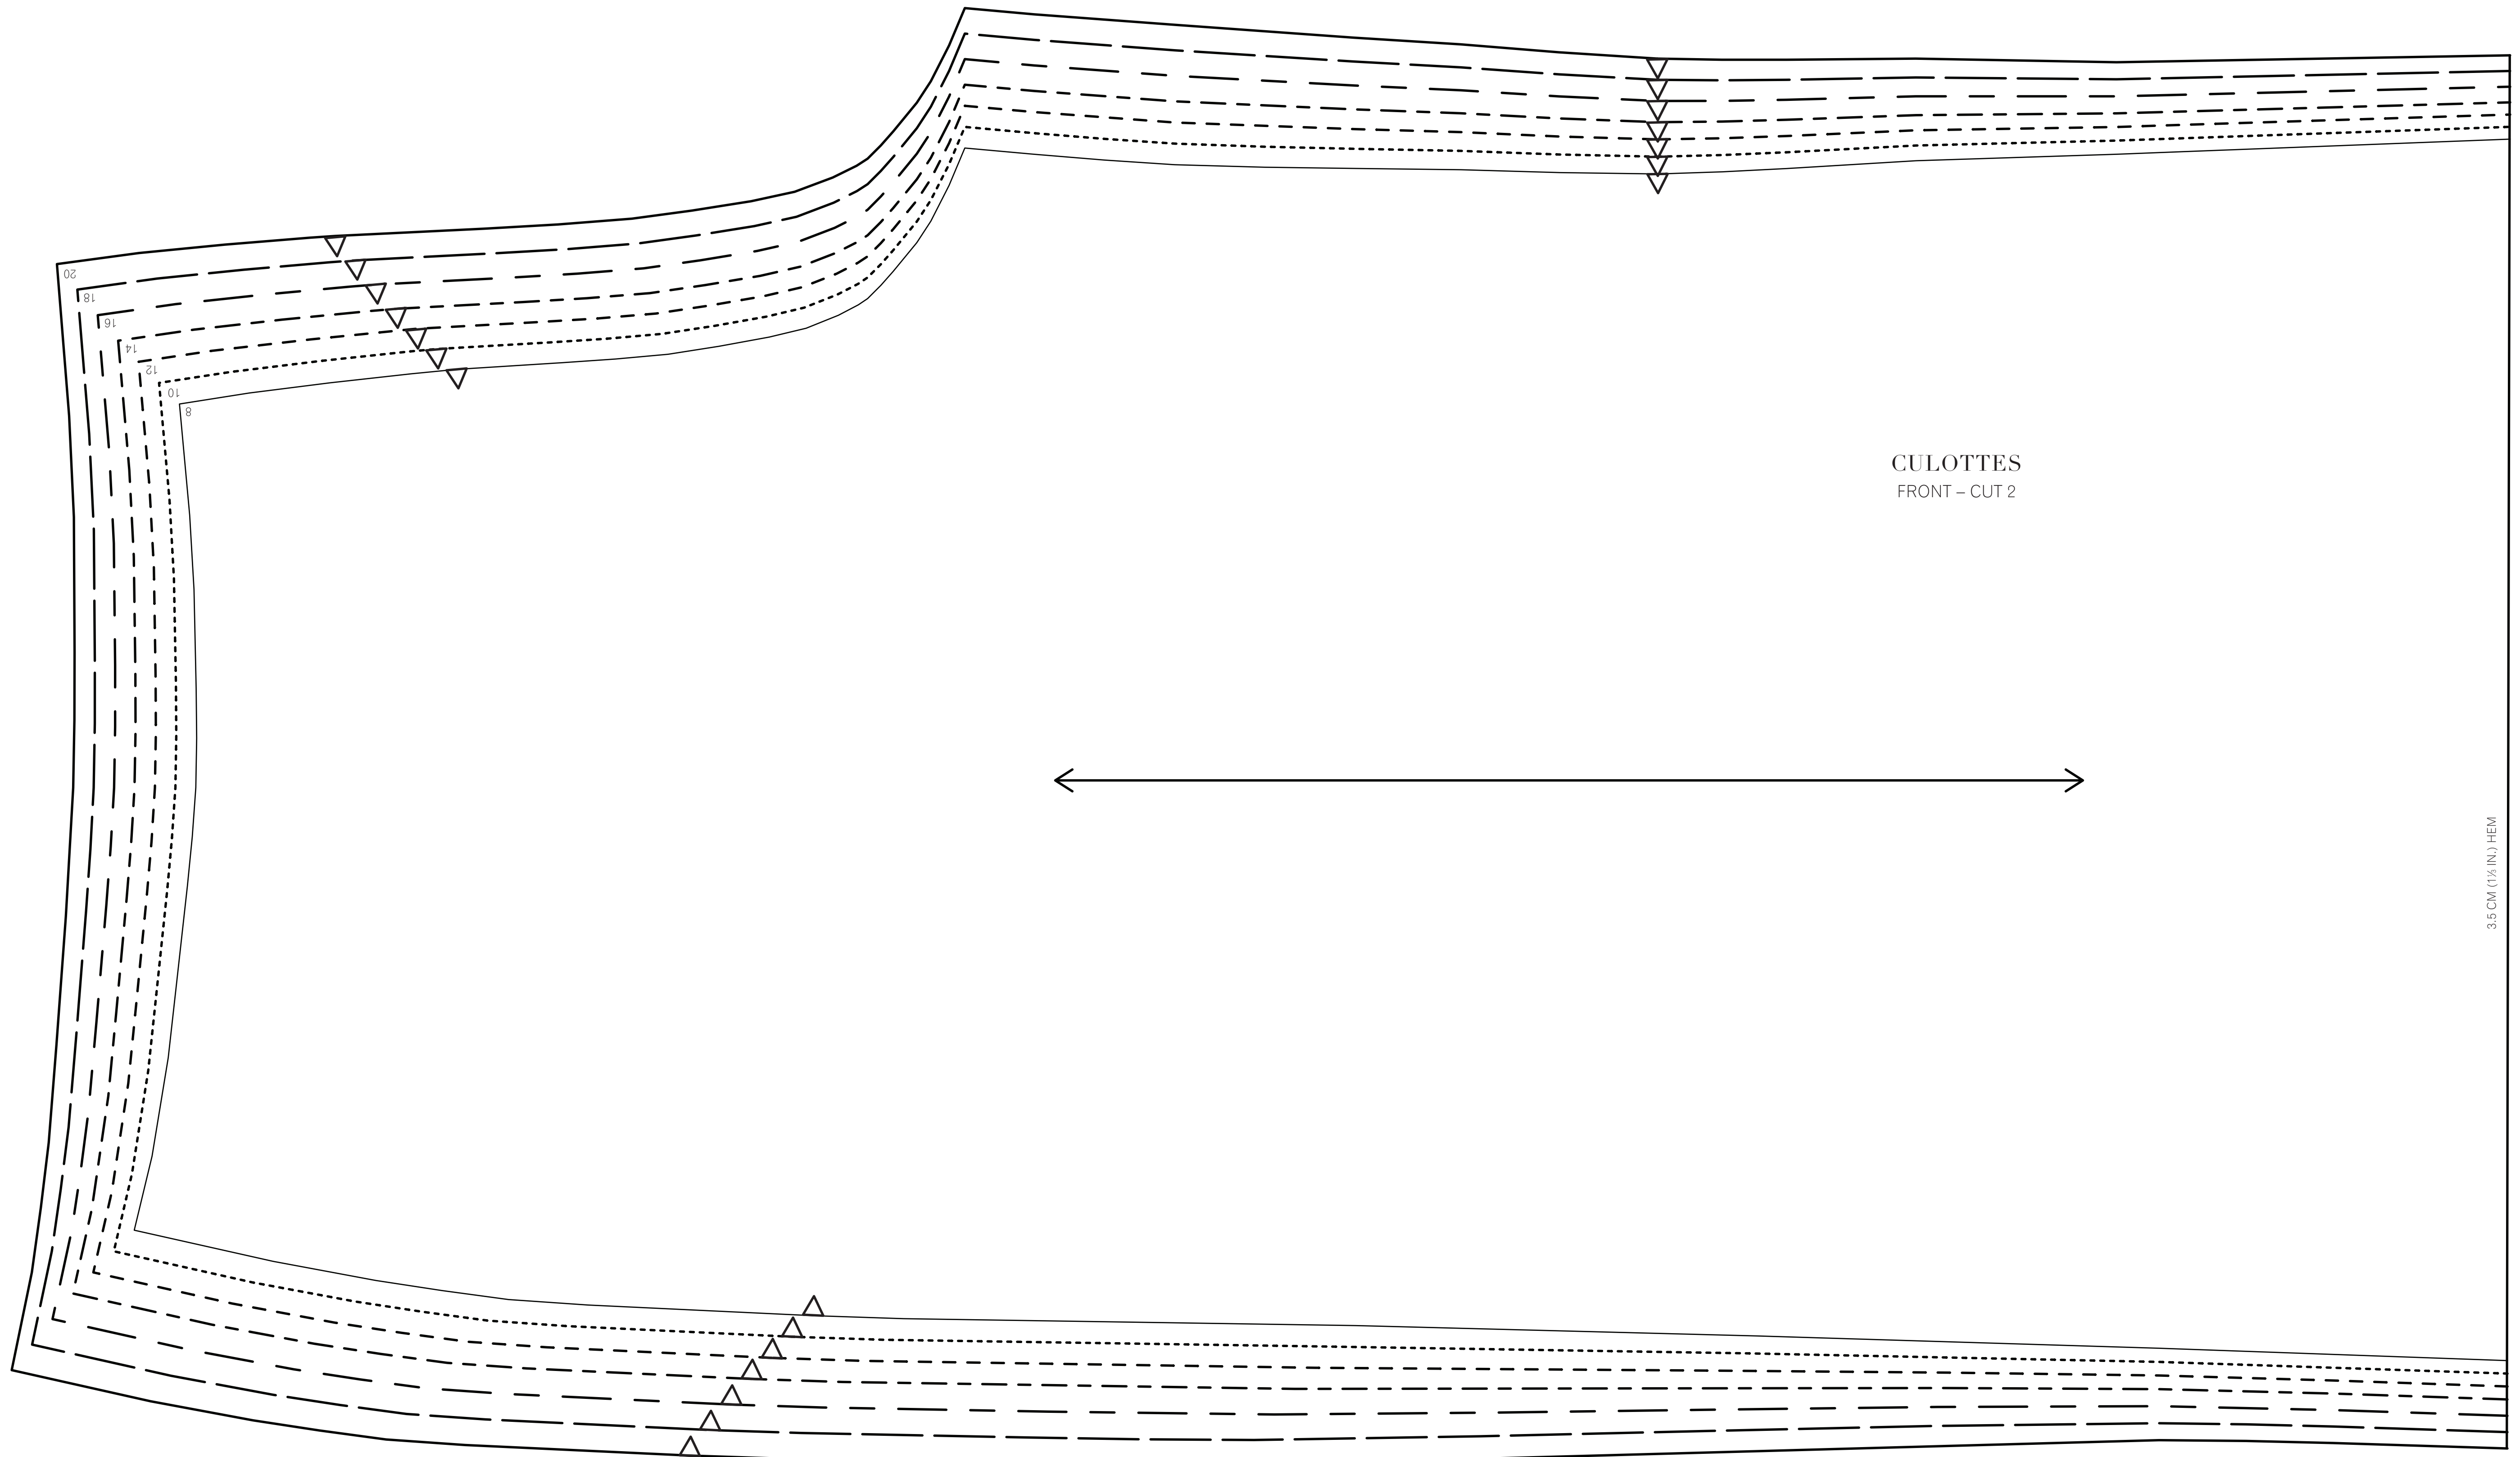 20
18
16
14
12
10
8
CULOTTES
FRONT – CUT 2
3.5 CM (1⅜ IN.) HEM